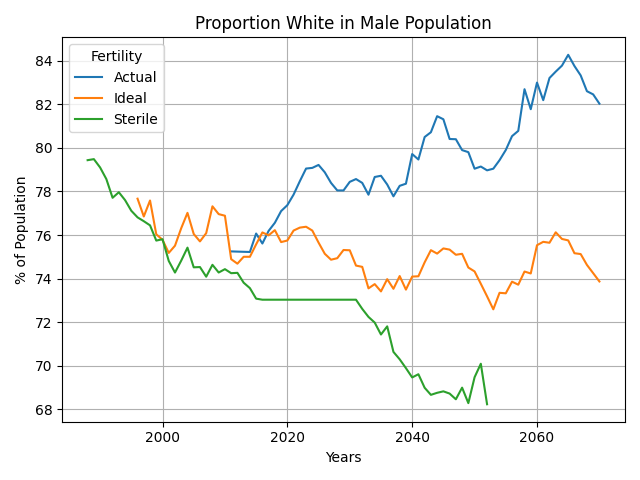 Proportion White in Male Population
Fertility
Actual
Ideal
Sterile
% of Population
84
82
80
78
76
74
72
70
68
2000
2020
2040
2060
Years